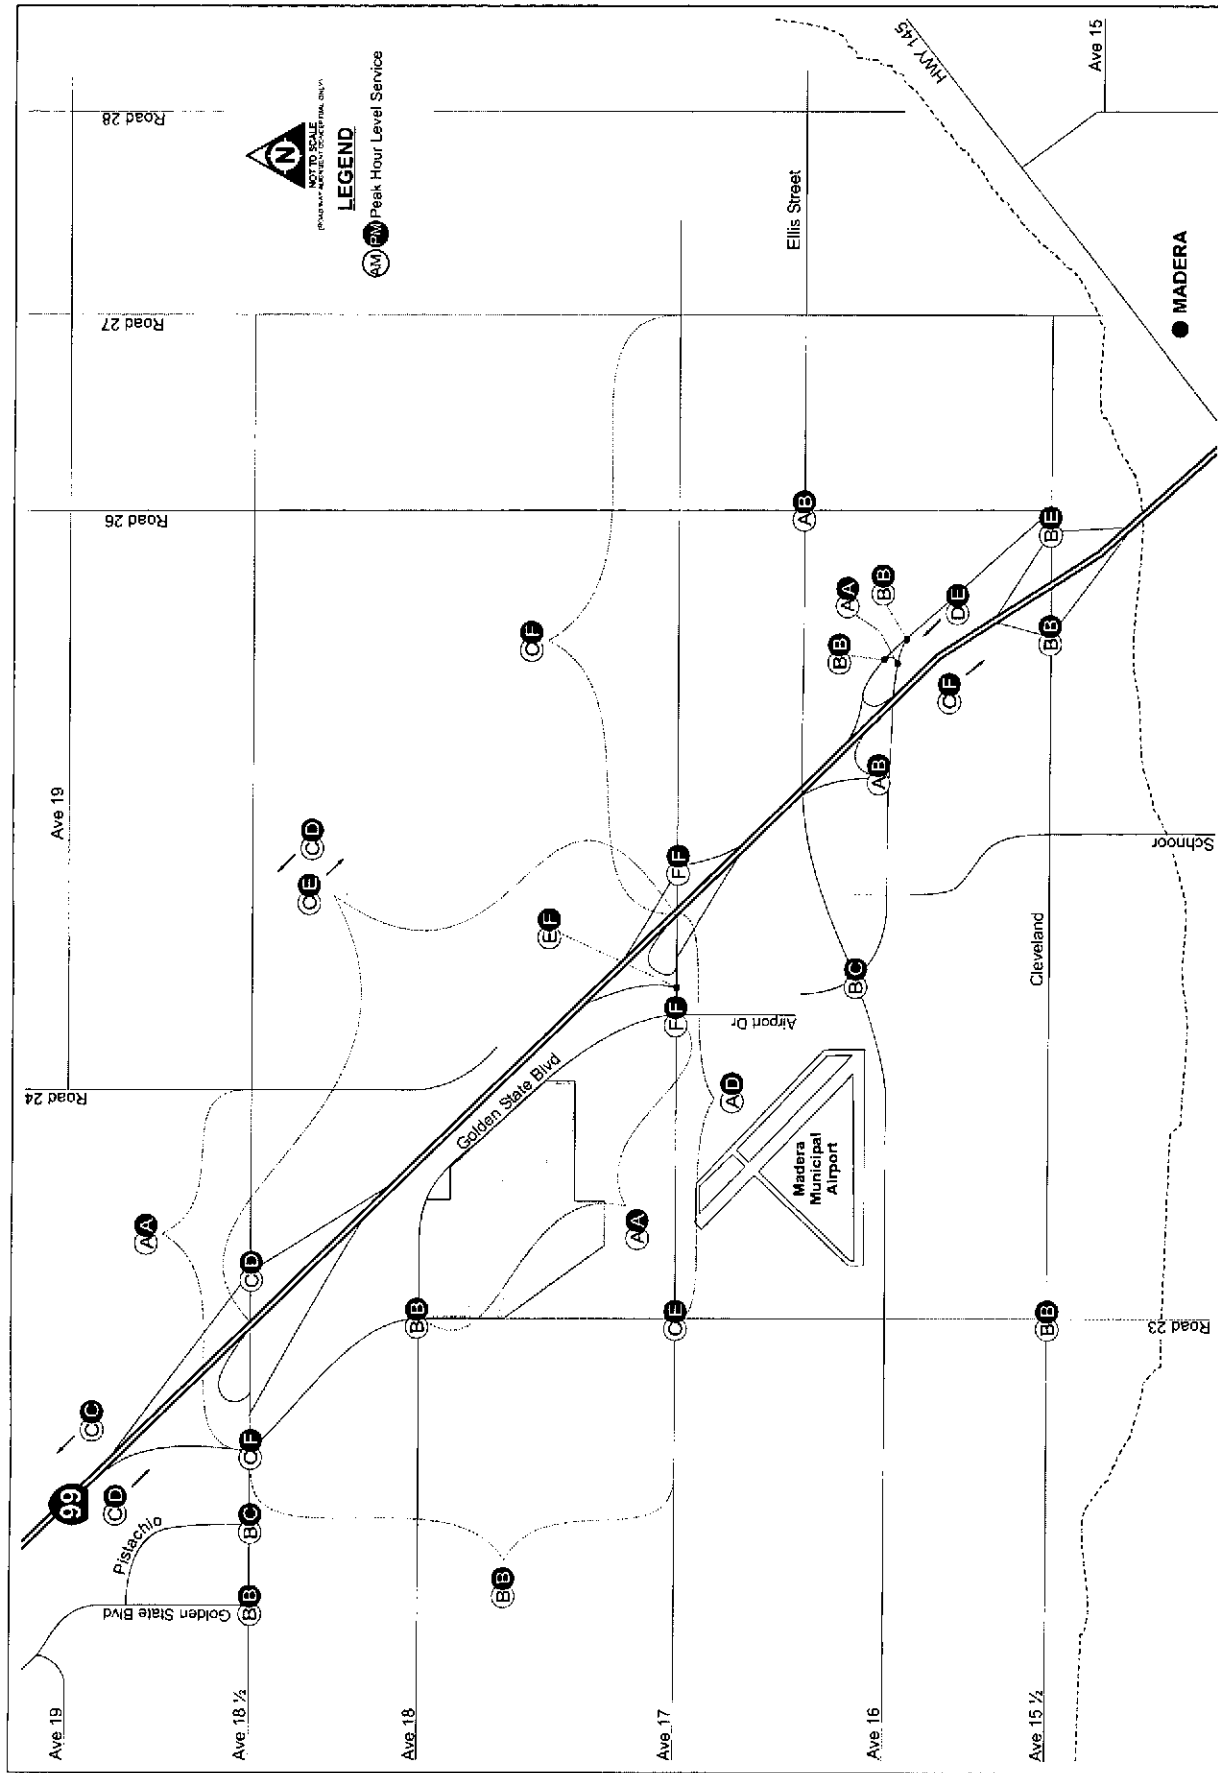 Road 28
N
NOT TO SCALE
LEGEND
AM PM Peak Hour Level Service
HWY 145
Ave 15
Road 27
Ellis Street
MADERA
Road 26
A B
B E
C F
A A
B B
B B
D E
B B
C F
A B
Ave 19
C D
C E
F F
E F
Schnoor
Cleveland
B C
F F
Airport Dr
Road 24
Golden State Blvd
A D
Madera
Municipal
Airport
A A
A A
C D
B B
C E
B B
Road 23
C C
C F
99
C D
Pistachio
B C
B B
Golden State Blvd
B B
Ave 19
Ave 18 ½
Ave 18
Ave 17
Ave 16
Ave 15 ½